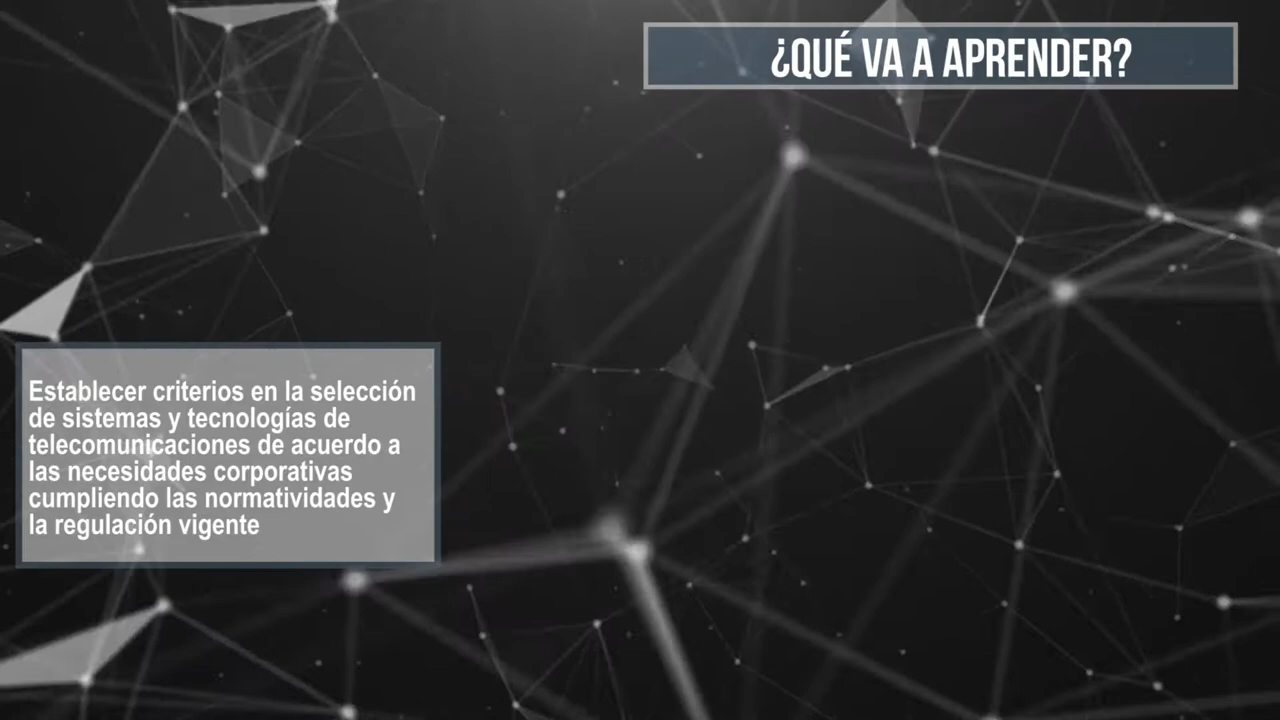 ¿QUÉ VA A APRENDER?
Establecer criterios en la selección
de sistemas y tecnologías de
telecomunicaciones de acuerdo a
las necesidades corporativas
cumpliendo las normatividades y
la regulación vigente